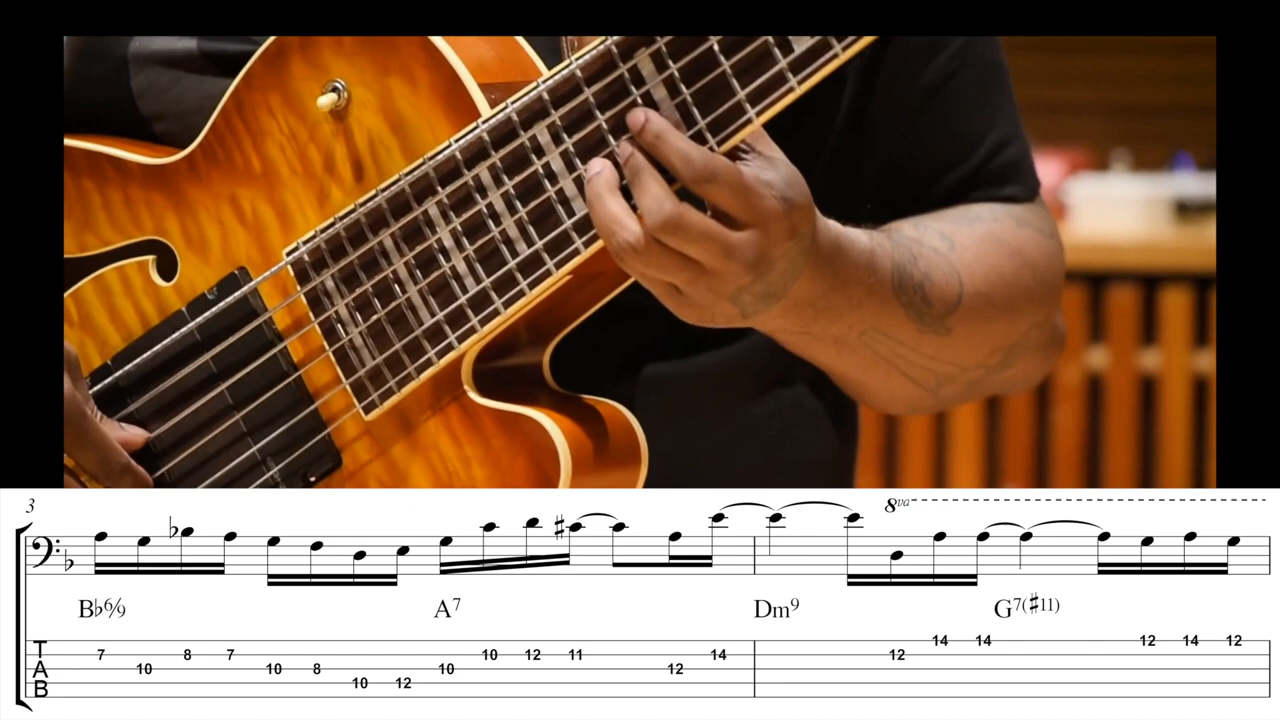 3
8va
B♭6/9 A7 Dm9 G7(♯11)
T
A
B
14 14 12 14 12
7 8 7 10 12 11 14 12
10 10 8 10 12
10 12